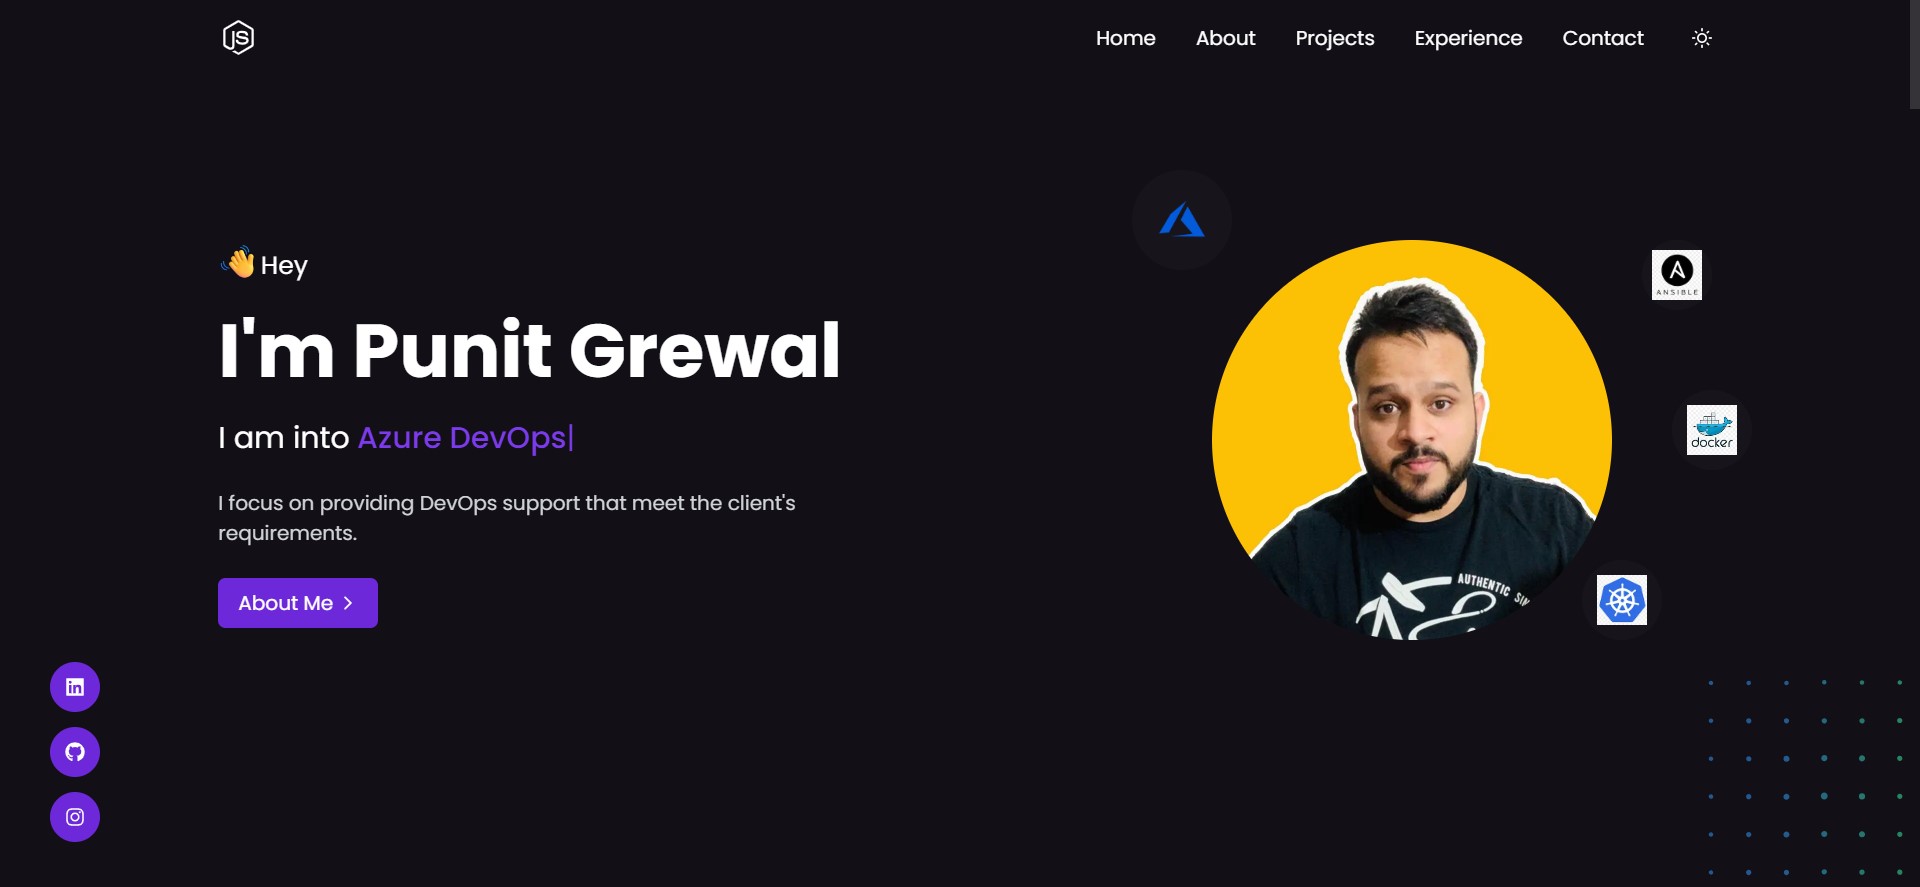 JS
Home About Projects Experience Contact
👋 Hey
I'm Punit Grewal
I am into Azure DevOps|
I focus on providing DevOps support that meet the client's
requirements.
About Me
ANSIBLE
docker
AUTHENTIC
in